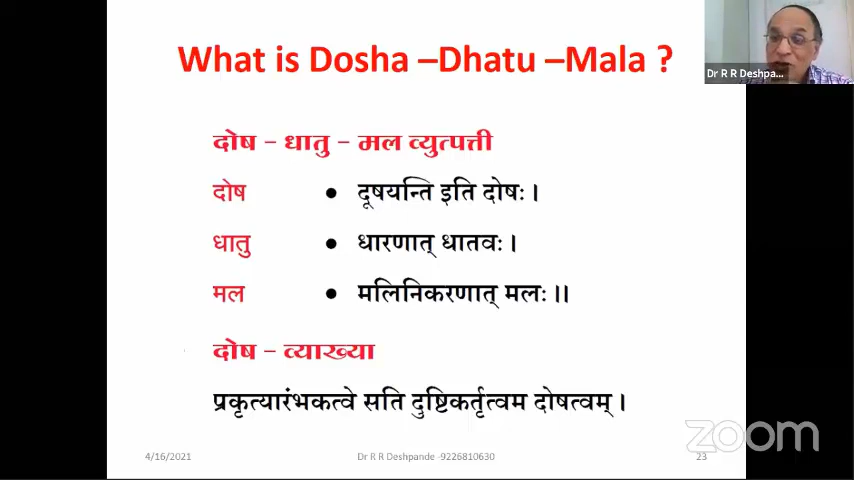 What is Dosha –Dhatu –Mala ?
Dr R R Deshpa...
दोष – धातु – मल व्युत्पत्ती
दोष • दूषयन्ति इति दोषः ।
धातु • धारणात् धातवः ।
मल • मलिनिकरणात् मलः ॥
दोष – व्याख्या
प्रकृत्यारंभकत्वे सति दुष्टिकर्तृत्वम दोषत्वम् ।
zoom
4/16/2021 Dr R R Deshpande -9226810630 23